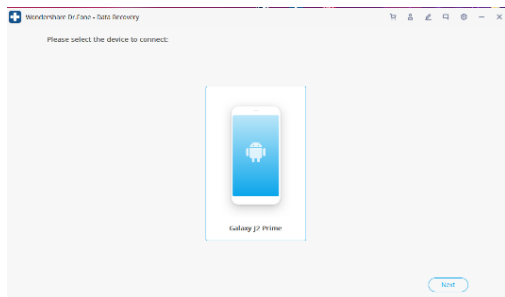 Wondershare Dr.Fone - Data Recovery
Please select the device to connect:
Galaxy J2 Prime
Next